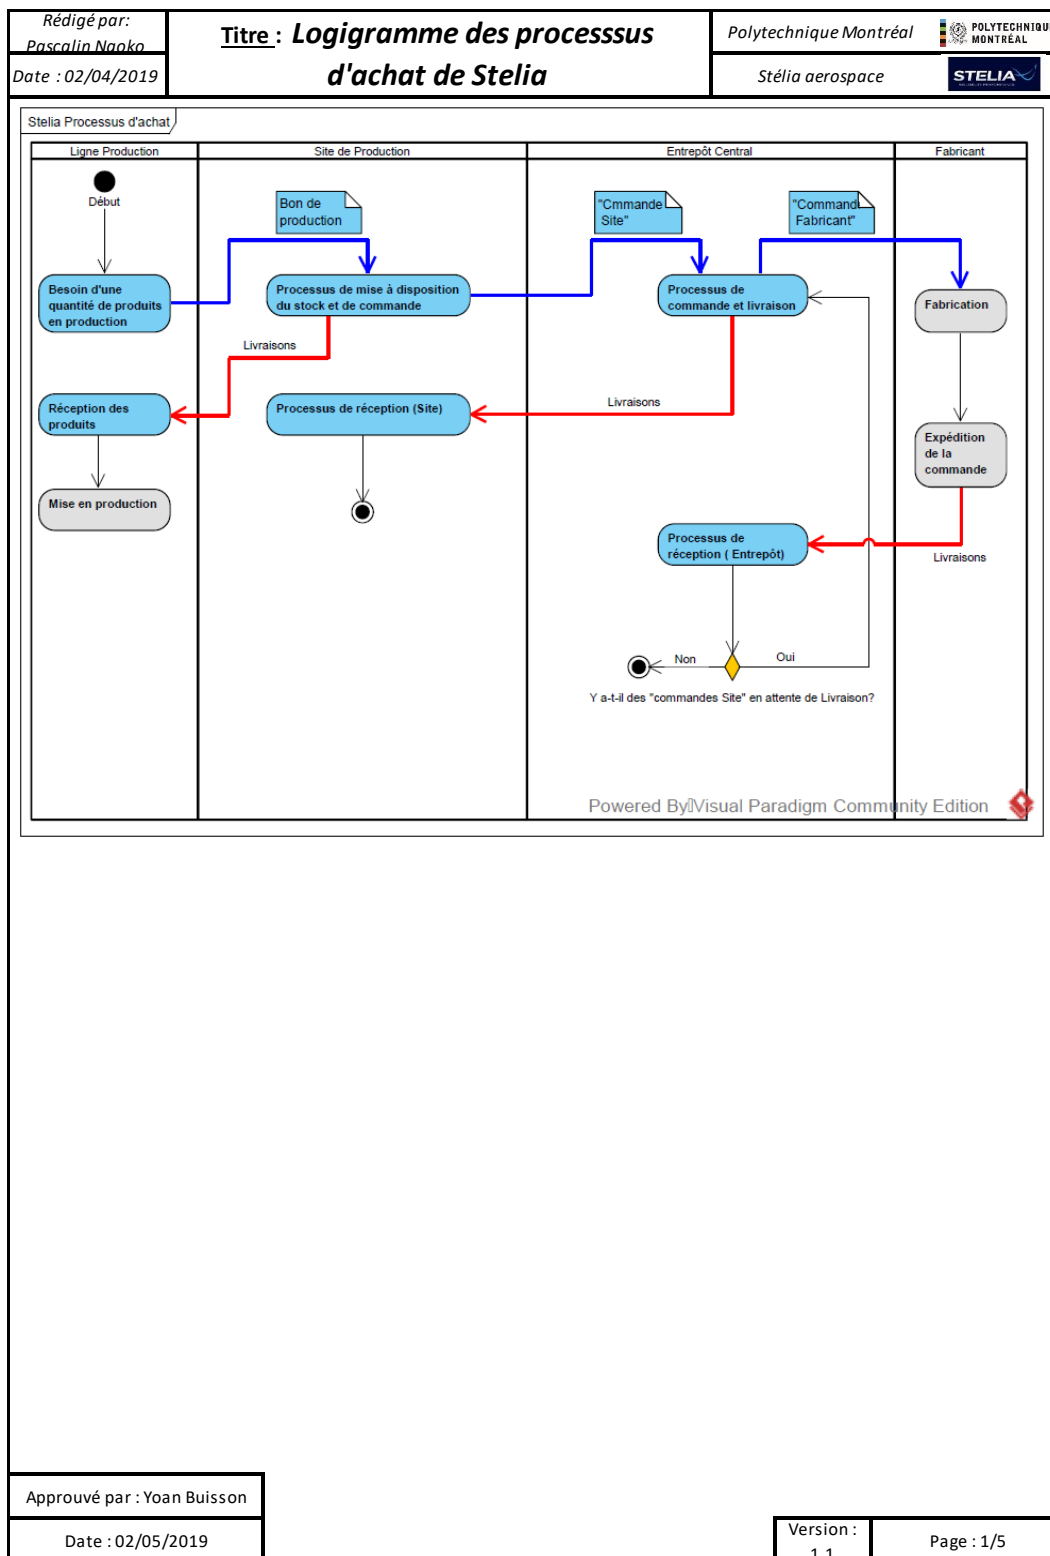 Rédigé par:
Pascalin Ngoko
Date : 02/04/2019
Titre : Logigramme des processsus
d'achat de Stelia
Polytechnique Montréal
POLYTECHNIQU
MONTRÉAL
Stélia aerospace
STELIA
Stelia Processus d'achat
Ligne Production
Site de Production
Entrepôt Central
Fabricant
Début
Bon de
production
"Cmmande
Site"
"Command
Fabricant"
Besoin d'une
quantité de produits
en production
Processus de mise à disposition
du stock et de commande
Processus de
commande et livraison
Fabrication
Livraisons
Réception des
produits
Processus de réception (Site)
Livraisons
Expédition
de la
commande
Mise en production
Processus de
réception ( Entrepôt)
Livraisons
Non
Oui
Y a-t-il des "commandes Site" en attente de Livraison?
Powered By Visual Paradigm Community Edition
Approuvé par : Yoan Buisson
Date : 02/05/2019
Version :
1.1
Page : 1/5